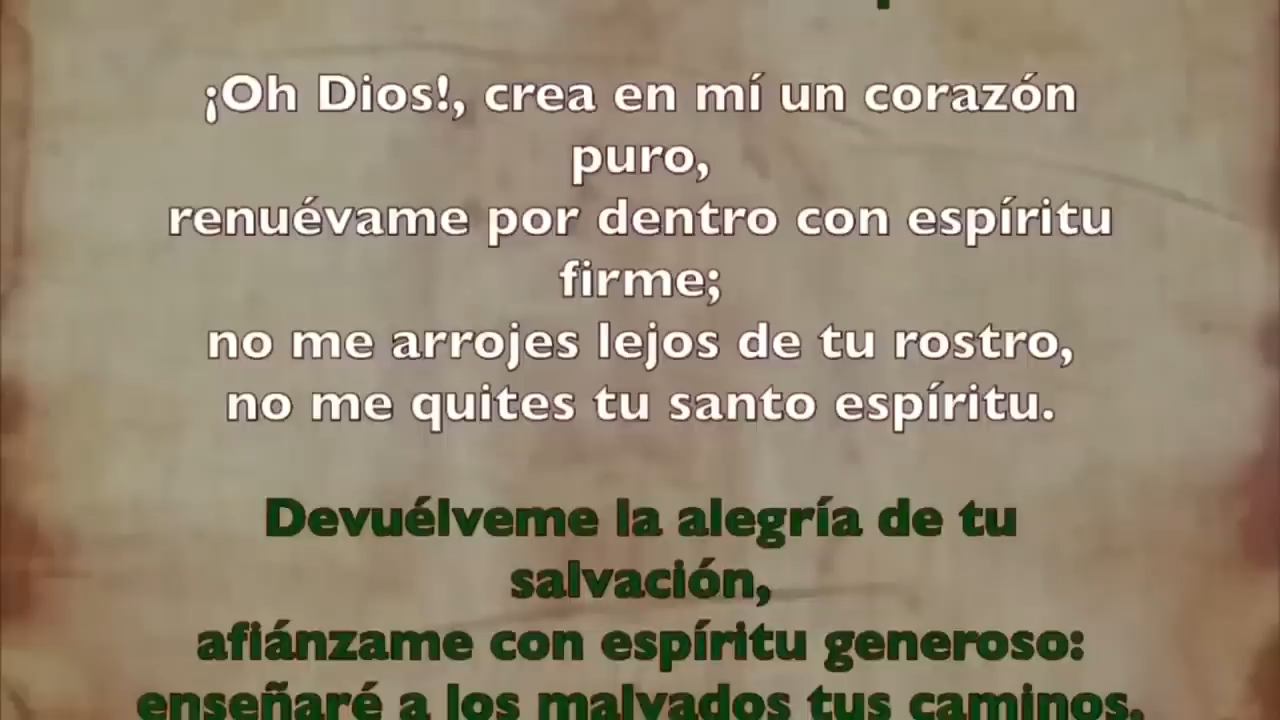 ¡Oh Dios!, crea en mí un corazón
puro,
renuévame por dentro con espíritu
firme;
no me arrojes lejos de tu rostro,
no me quites tu santo espíritu.
Devuélveme la alegría de tu
salvación,
afiánzame con espíritu generoso:
enseñaré a los malvados tus caminos,